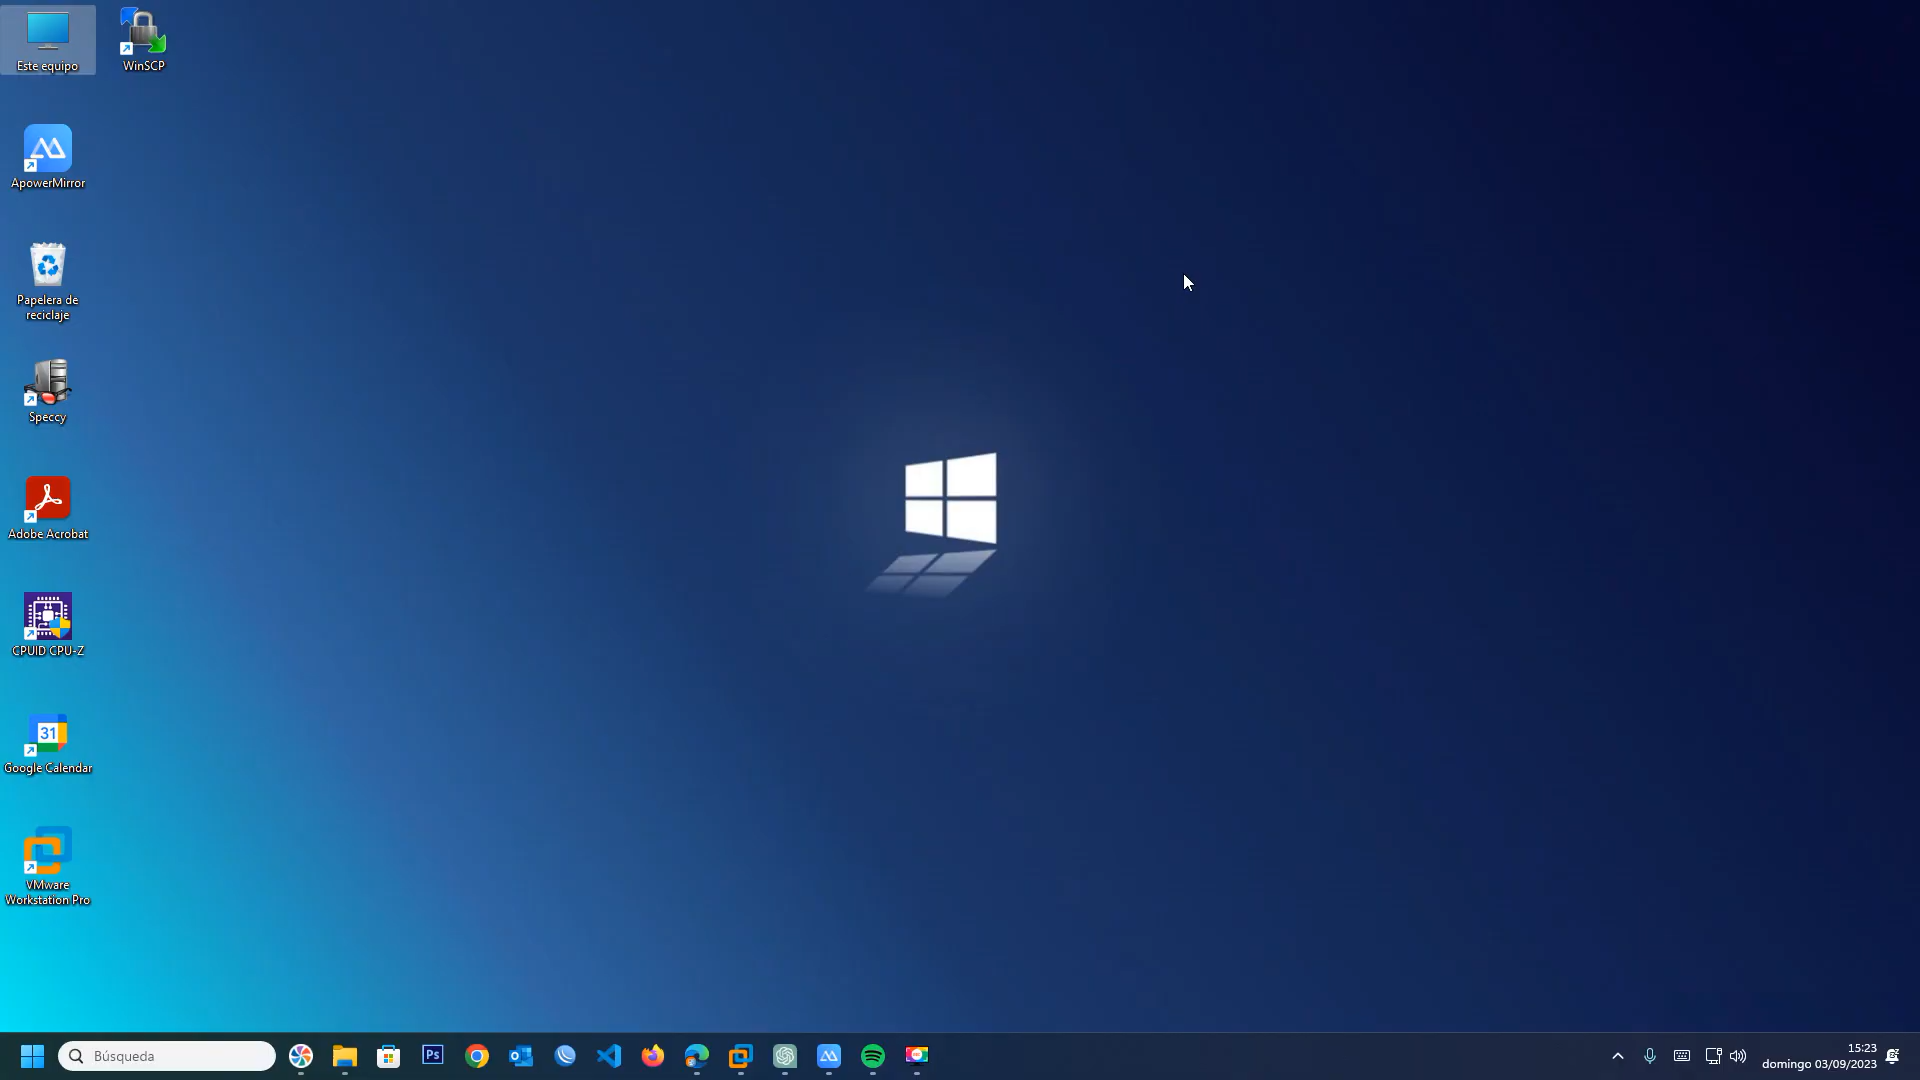 Este equipo
WinSCP
ApowerMirror
Papelera de
reciclaje
Speccy
Adobe Acrobat
CPUID CPU-Z
31
Google Calendar
VMware
Workstation Pro
Búsqueda
Ps
15:23
domingo 03/09/2023